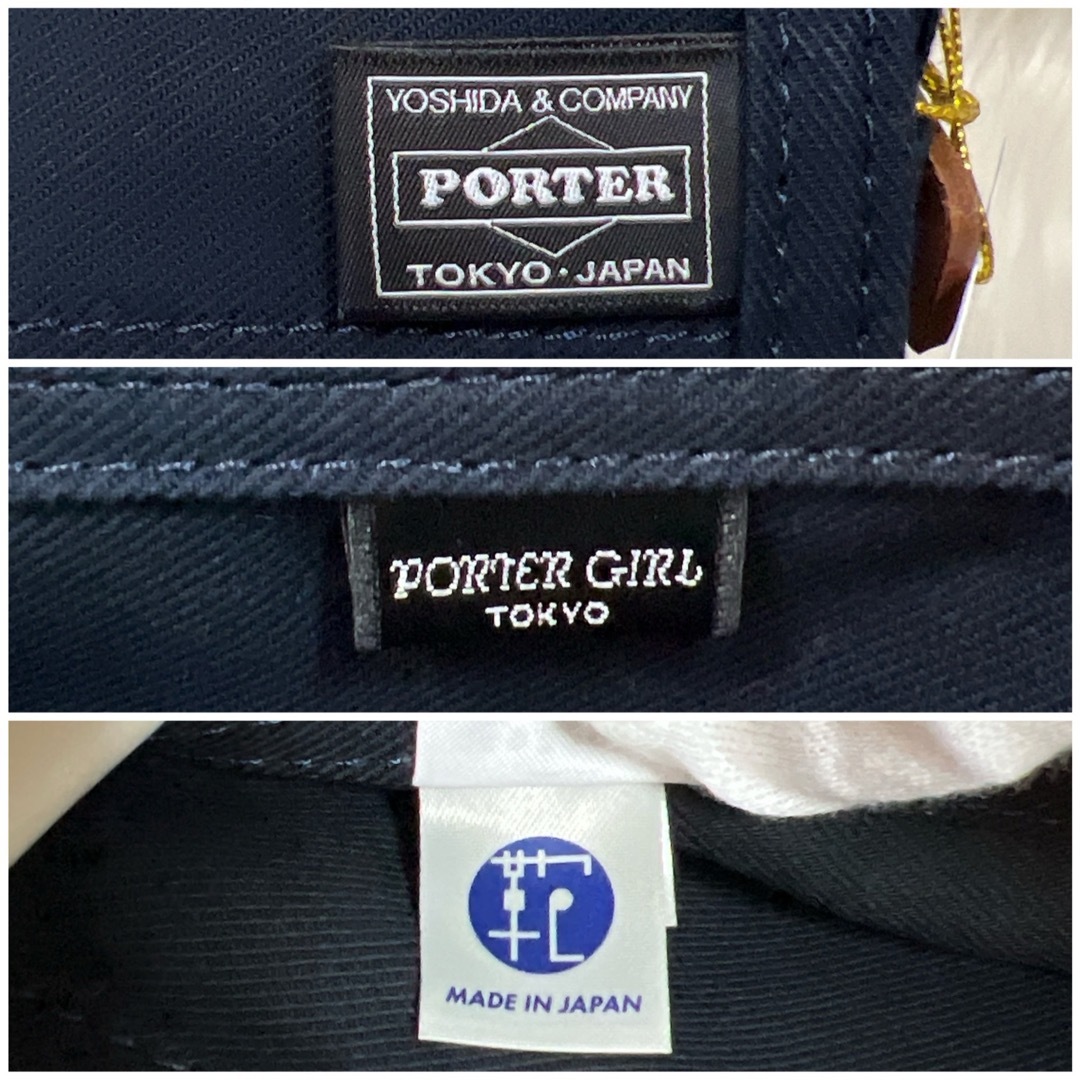 YOSHIDA & COMPANY
PORTER
TOKYO · JAPAN
PORTER GIRL
TOKYO
MADE IN JAPAN